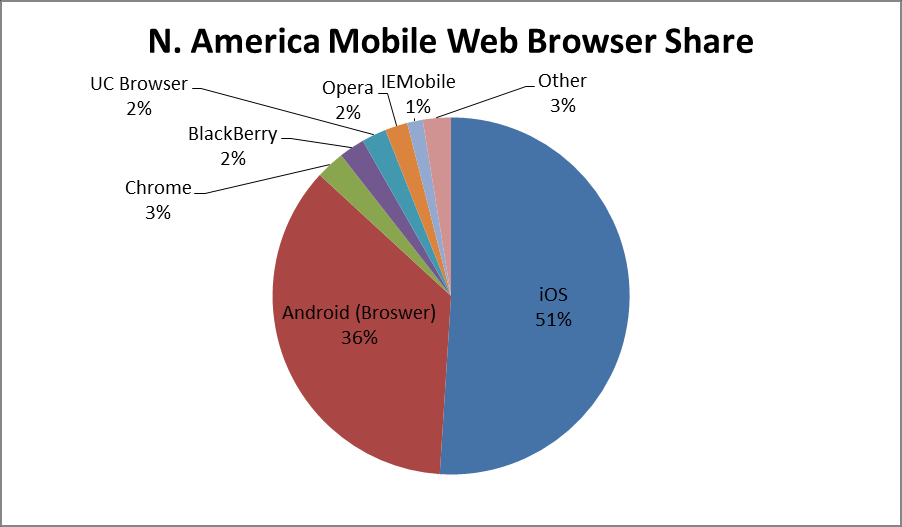 N. America Mobile Web Browser Share
UC Browser
2%
Opera
2%
IEMobile
1%
Other
3%
BlackBerry
2%
Chrome
3%
iOS
51%
Android (Broswer)
36%